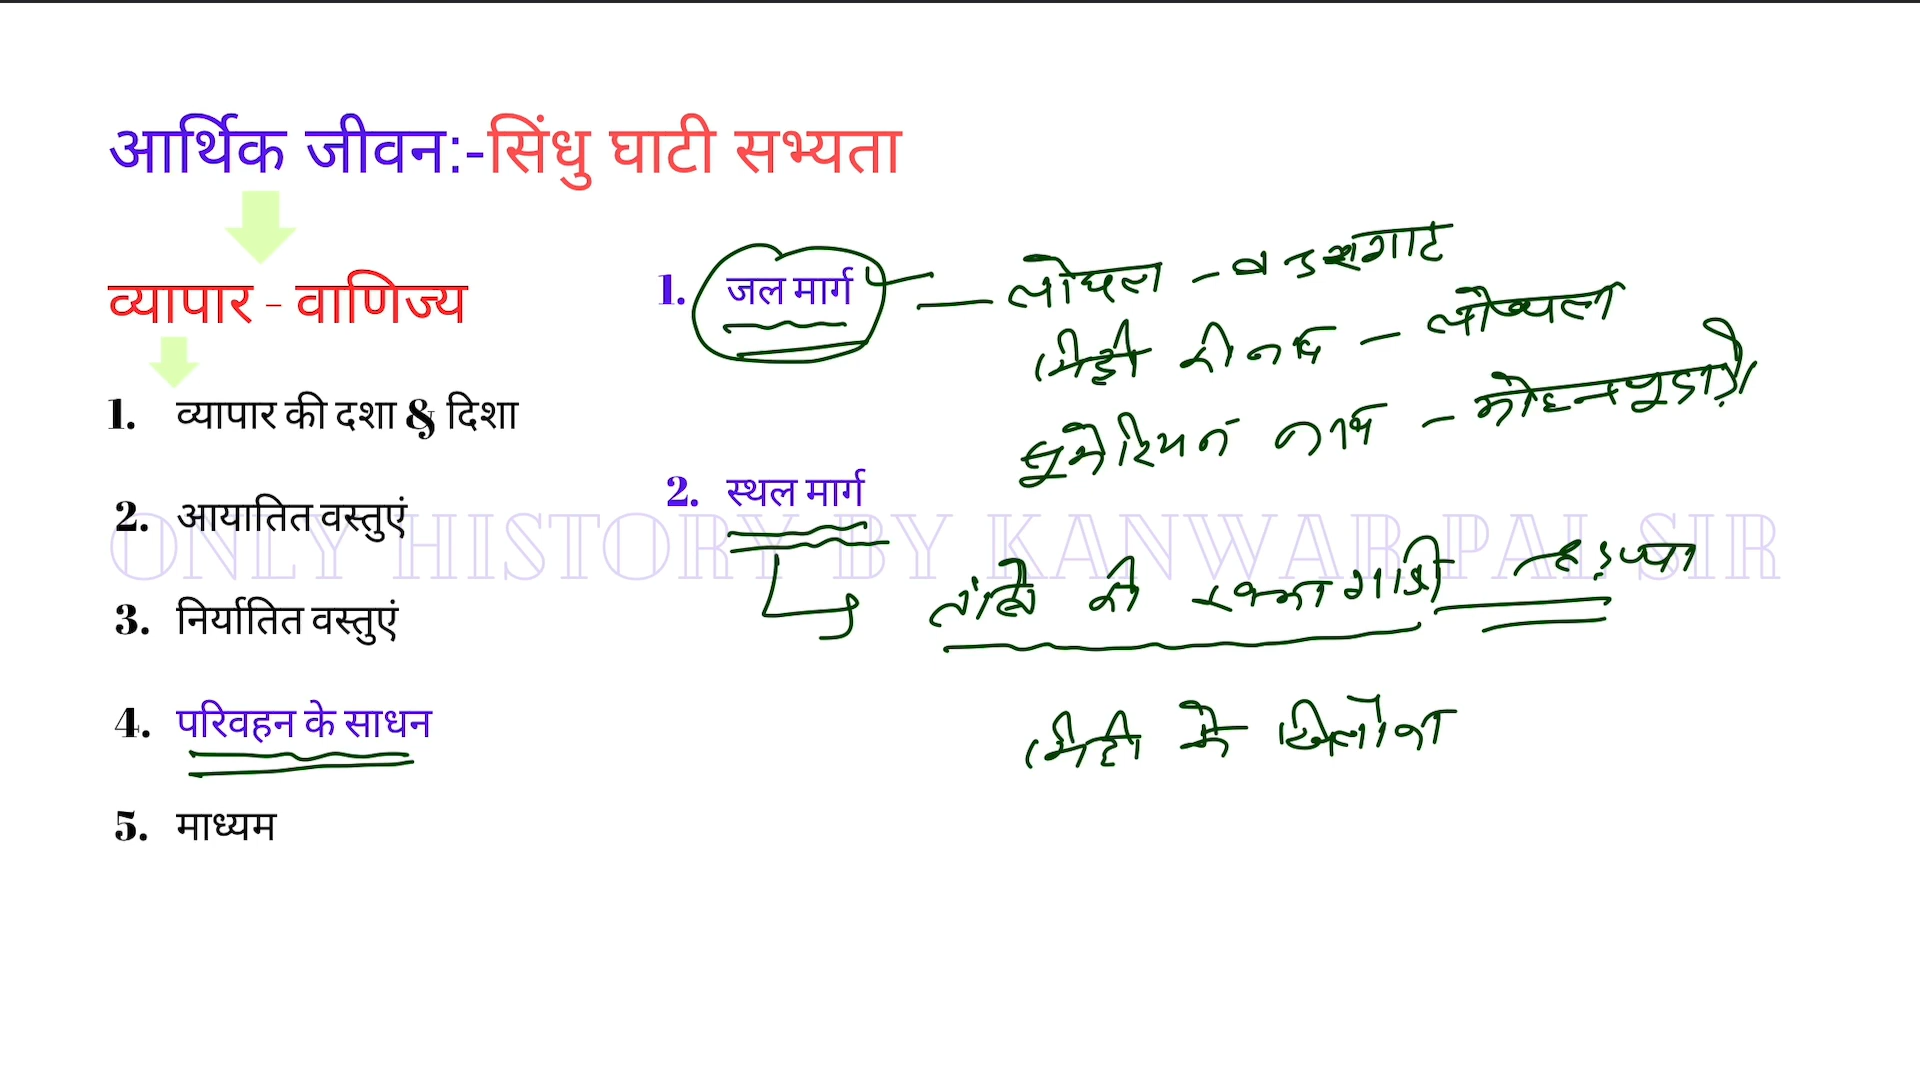 आर्थिक जीवन:-सिंधु घाटी सभ्यता
व्यापार - वाणिज्य
1. व्यापार की दशा & दिशा
2. आयातित वस्तुएं
3. निर्यातित वस्तुएं
4. परिवहन के साधन
5. माध्यम
1. जल मार्ग
लोथल -
मिट्टी की नाव - लोथल
सुमेरियन नाव - मोहनजोदड़ो
2. स्थल मार्ग
तांबे की इक्का गाड़ी - हड़प्पा
मिट्टी के खिलौना
ONLY HISTORY BY KANWAR PAL SIR